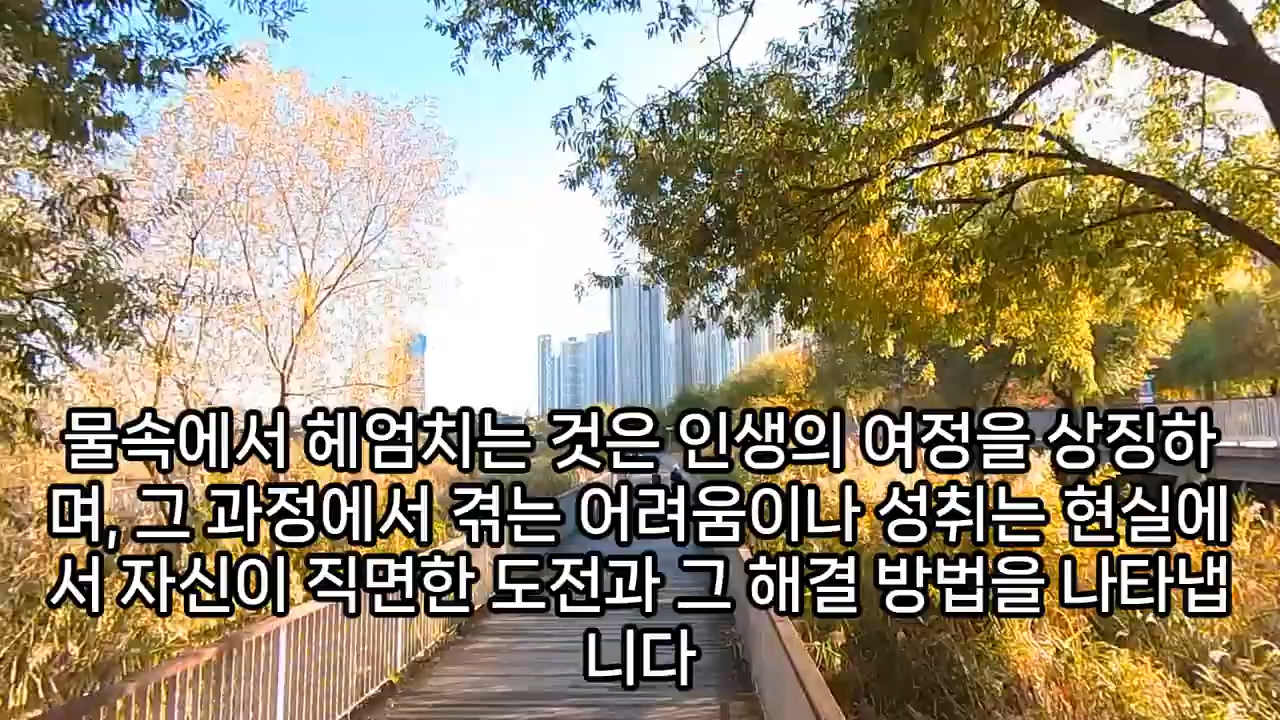 물속에서 헤엄치는 것은 인생의 여정을 상징하
며, 그 과정에서 겪는 어려움이나 성취는 현실에
서 자신이 직면한 도전과 그 해결 방법을 나타냅
니다